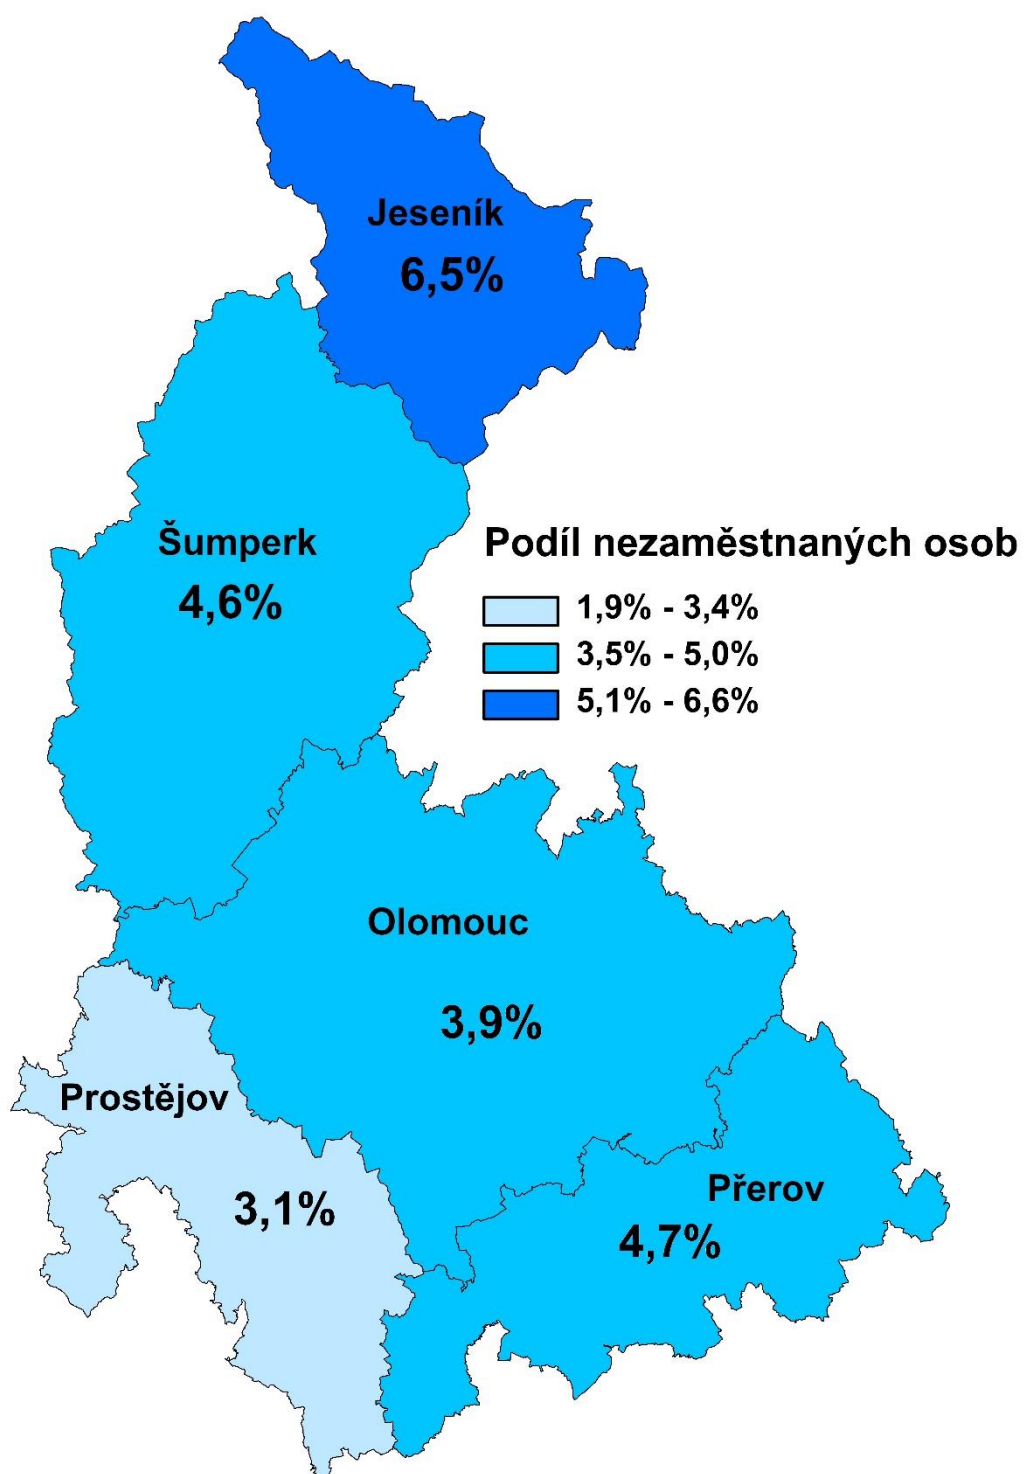 Jeseník
6,5%
Šumperk
4,6%
Podíl nezaměstnaných osob
1,9% - 3,4%
3,5% - 5,0%
5,1% - 6,6%
Olomouc
3,9%
Prostějov
3,1%
Přerov
4,7%